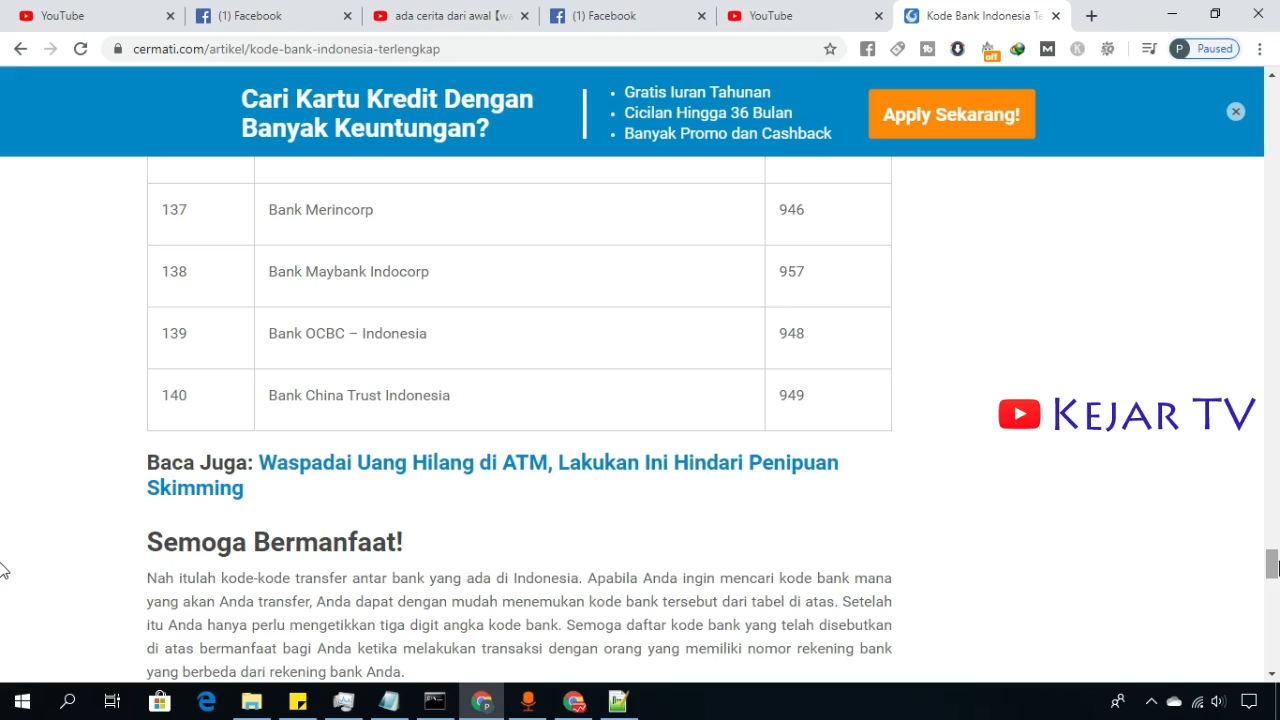 YouTube
(1) Facebook
ada cerita dari awal【wa
(1) Facebook
YouTube
Kode Bank Indonesia Te
cermati.com/artikel/kode-bank-indonesia-terlengkap
off
P Paused
Cari Kartu Kredit Dengan
Banyak Keuntungan?
• Gratis Iuran Tahunan
• Cicilan Hingga 36 Bulan
• Banyak Promo dan Cashback
Apply Sekarang!
137 Bank Merincorp 946
138 Bank Maybank Indocorp 957
139 Bank OCBC – Indonesia 948
140 Bank China Trust Indonesia 949
KEJAR TV
Baca Juga: Waspadai Uang Hilang di ATM, Lakukan Ini Hindari Penipuan
Skimming
Semoga Bermanfaat!
Nah itulah kode-kode transfer antar bank yang ada di Indonesia. Apabila Anda ingin mencari kode bank mana
yang akan Anda transfer, Anda dapat dengan mudah menemukan kode bank tersebut dari tabel di atas. Setelah
itu Anda hanya perlu mengetikkan tiga digit angka kode bank. Semoga daftar kode bank yang telah disebutkan
di atas bermanfaat bagi Anda ketika melakukan transaksi dengan orang yang memiliki nomor rekening bank
yang berbeda dari rekening bank Anda.